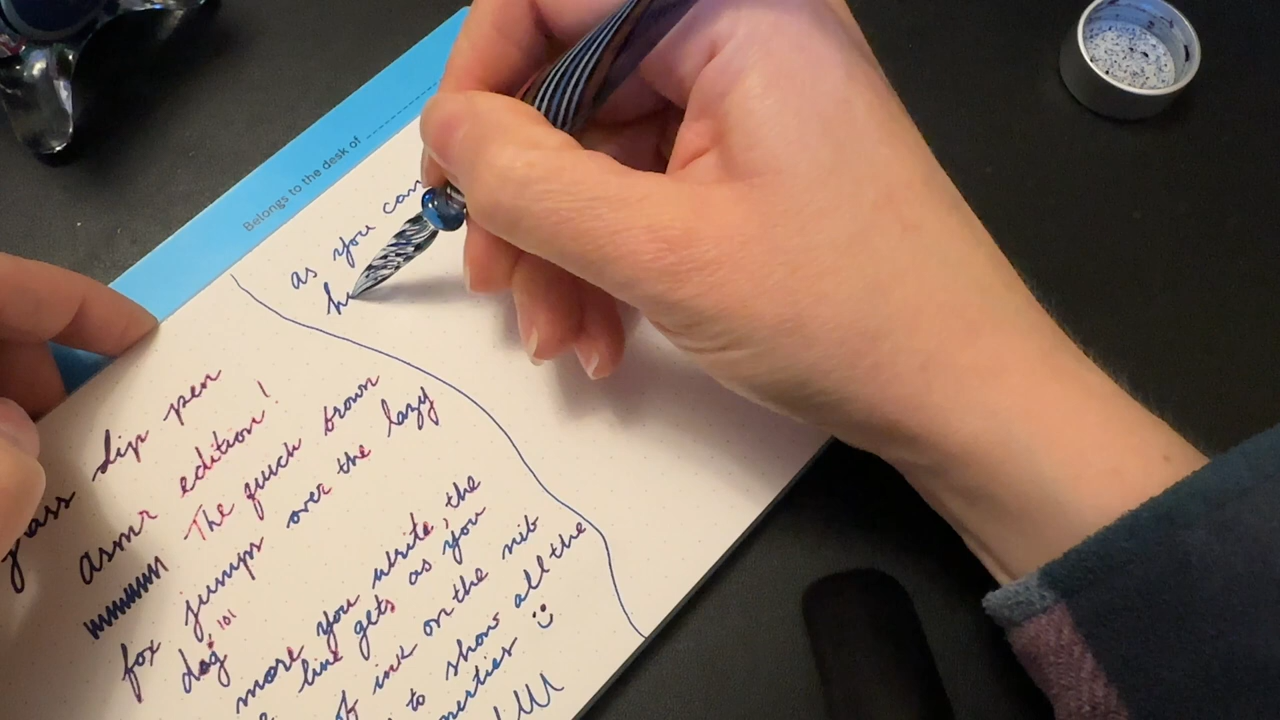 Belongs to the desk of
as you can
glass dip pen
asmr edition!
The quick brown
fox jumps over the lazy
dog lol
more you write, the
line gets as you
of ink on the nib
to show all the